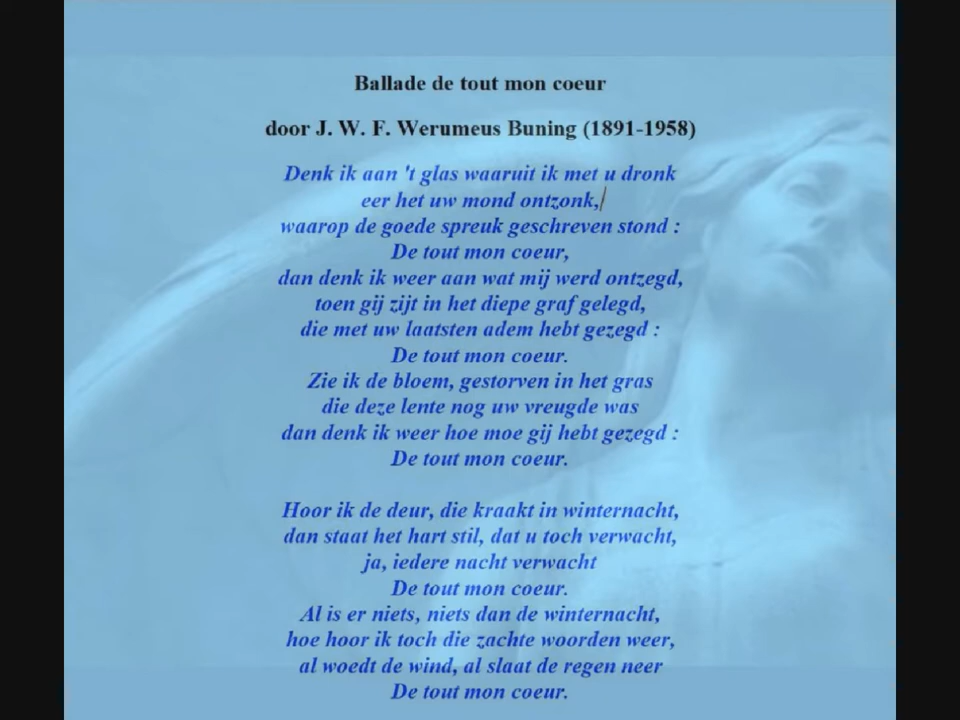 Ballade de tout mon coeur
door J. W. F. Werumeus Buning (1891-1958)
Denk ik aan 't glas waaruit ik met u dronk
eer het uw mond ontzonk,
waarop de goede spreuk geschreven stond :
De tout mon coeur,
dan denk ik weer aan wat mij werd ontzegd,
toen gij zijt in het diepe graf gelegd,
die met uw laatsten adem hebt gezegd :
De tout mon coeur.
Zie ik de bloem, gestorven in het gras
die deze lente nog uw vreugde was
dan denk ik weer hoe moe gij hebt gezegd :
De tout mon coeur.
Hoor ik de deur, die kraakt in winternacht,
dan staat het hart stil, dat u toch verwacht,
ja, iedere nacht verwacht
De tout mon coeur.
Al is er niets, niets dan de winternacht,
hoe hoor ik toch die zachte woorden weer,
al woedt de wind, al slaat de regen neer
De tout mon coeur.